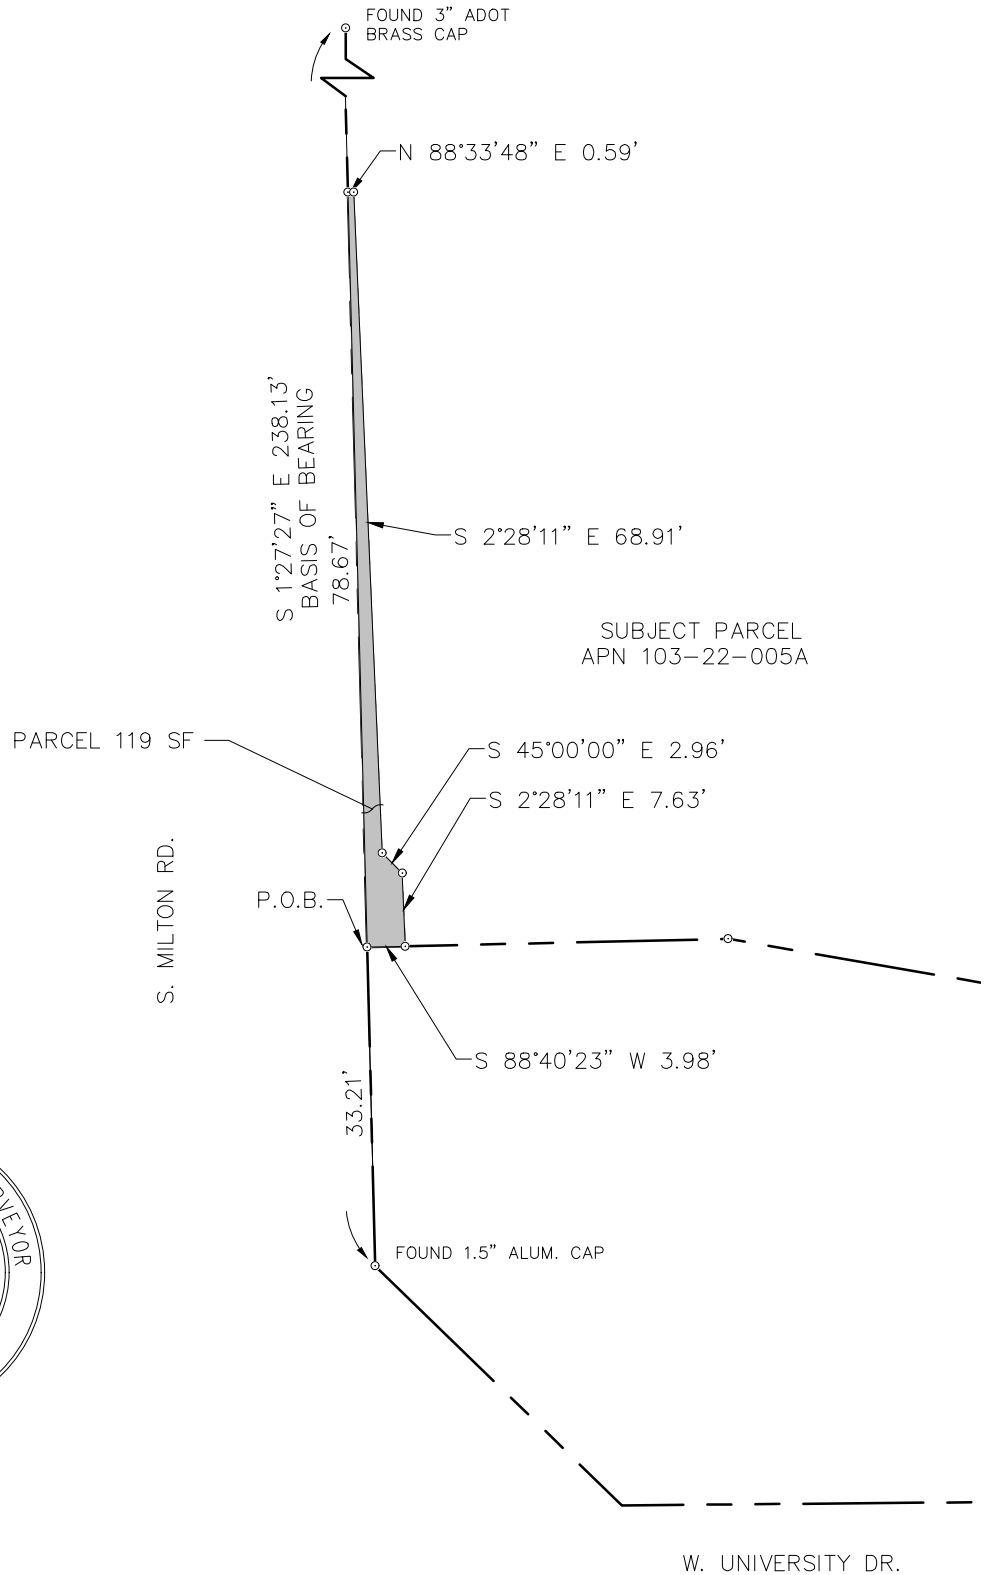 FOUND 3” ADOT
BRASS CAP
N 88°33'48” E 0.59'
S 1°27'27” E 238.13'
BASIS OF BEARING
78.67'
S 2°28'11” E 68.91'
SUBJECT PARCEL
APN 103-22-005A
PARCEL 119 SF
S 45°00'00” E 2.96'
S 2°28'11” E 7.63'
S. MILTON RD.
P.O.B.
S 88°40'23” W 3.98'
33.21'
FOUND 1.5” ALUM. CAP
W. UNIVERSITY DR.